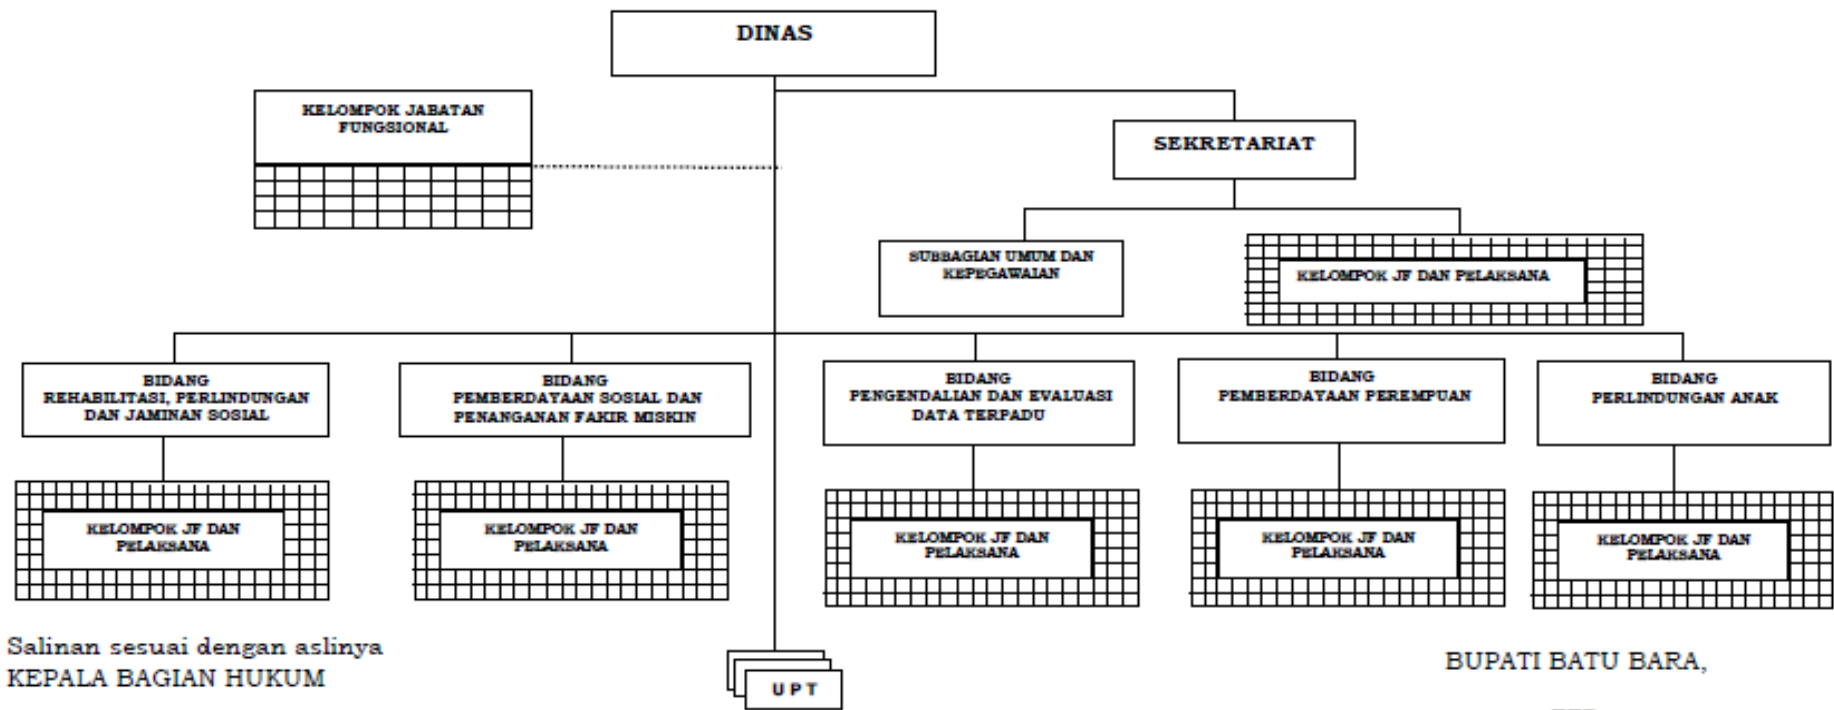 DINAS
KELOMPOK JABATAN
FUNGSIONAL
SEKRETARIAT
SUBBAGIAN UMUM DAN
KEPEGAWAIAN
KELOMPOK JF DAN PELAKSANA
BIDANG
REHABILITASI, PERLINDUNGAN
DAN JAMINAN SOSIAL
BIDANG
PEMBERDAYAAN SOSIAL DAN
PENANGANAN FAKIR MISKIN
BIDANG
PENGENDALIAN DAN EVALUASI
DATA TERPADU
BIDANG
PEMBERDAYAAN PEREMPUAN
BIDANG
PERLINDUNGAN ANAK
KELOMPOK JF DAN
PELAKSANA
KELOMPOK JF DAN
PELAKSANA
KELOMPOK JF DAN
PELAKSANA
KELOMPOK JF DAN
PELAKSANA
KELOMPOK JF DAN
PELAKSANA
Salinan sesuai dengan aslinya
KEPALA BAGIAN HUKUM
UPT
BUPATI BATU BARA,